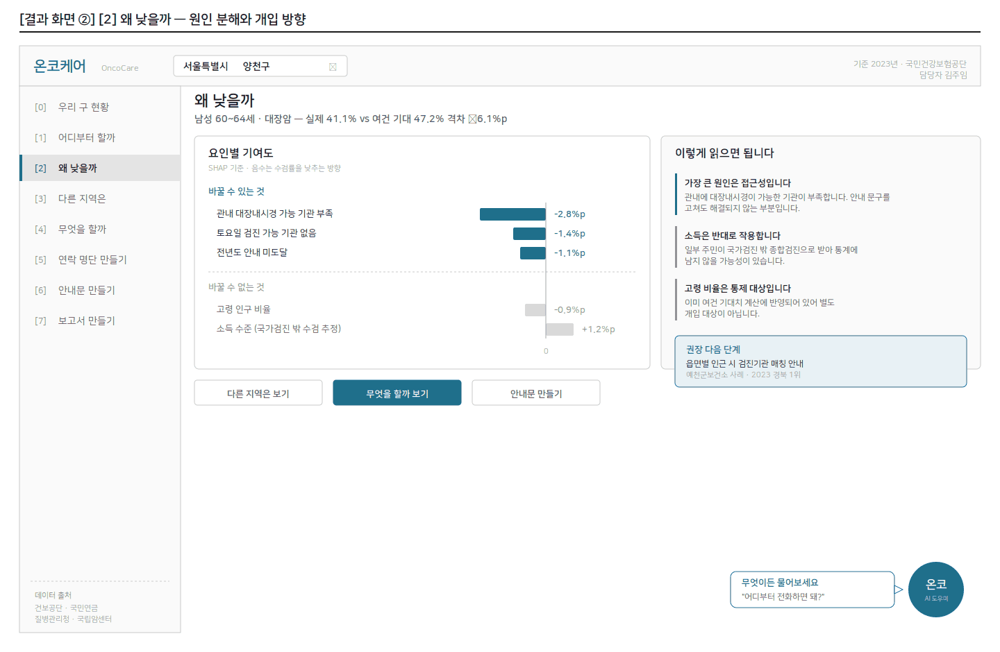 [결과 화면 ②] [2] 왜 낮을까 — 원인 분해와 개입 방향
온코케어 OncoCare
서울특별시 양천구
기준 2023년 · 국민건강보험공단
담당자 김주임
[0] 우리 구 현황
[1] 어디부터 할까
[2] 왜 낮을까
[3] 다른 지역은
[4] 무엇을 할까
[5] 연락 명단 만들기
[6] 안내문 만들기
[7] 보고서 만들기
데이터 출처
건보공단 · 국민연금
질병관리청 · 국립암센터
왜 낮을까
남성 60~64세 · 대장암 — 실제 41.1% vs 여건 기대 47.2% 격차 6.1%p
요인별 기여도
SHAP 기준 · 음수는 수검률을 낮추는 방향
바꿀 수 있는 것
관내 대장내시경 가능 기관 부족 -2.8%p
토요일 검진 가능 기관 없음 -1.4%p
전년도 안내 미도달 -1.1%p
바꿀 수 없는 것
고령 인구 비율 -0.9%p
소득 수준 (국가검진 밖 수검 추정) +1.2%p
0
이렇게 읽으면 됩니다
가장 큰 원인은 접근성입니다
관내에 대장내시경이 가능한 기관이 부족합니다. 안내 문구를
고쳐도 해결되지 않는 부분입니다.
소득은 반대로 작용합니다
일부 주민이 국가검진 밖 종합검진으로 받아 통계에
남지 않을 가능성이 있습니다.
고령 비율은 통제 대상입니다
이미 여건 기대치 계산에 반영되어 있어 별도
개입 대상이 아닙니다.
권장 다음 단계
읍면별 인근 시 검진기관 매칭 안내
예천군보건소 사례 · 2023 경북 1위
다른 지역은 보기
무엇을 할까 보기
안내문 만들기
무엇이든 물어보세요
"어디부터 전화하면 돼?"
온코
AI 도우미